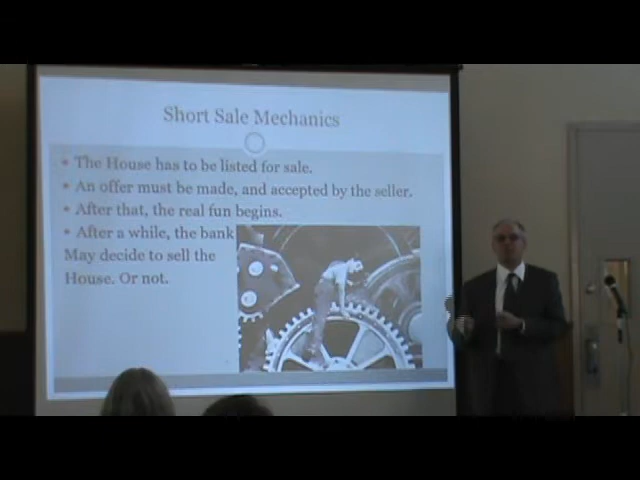 Short Sale Mechanics
• The House has to be listed for sale.
• An offer must be made, and accepted by the seller.
• After that, the real fun begins.
• After a while, the bank
May decide to sell the
House. Or not.